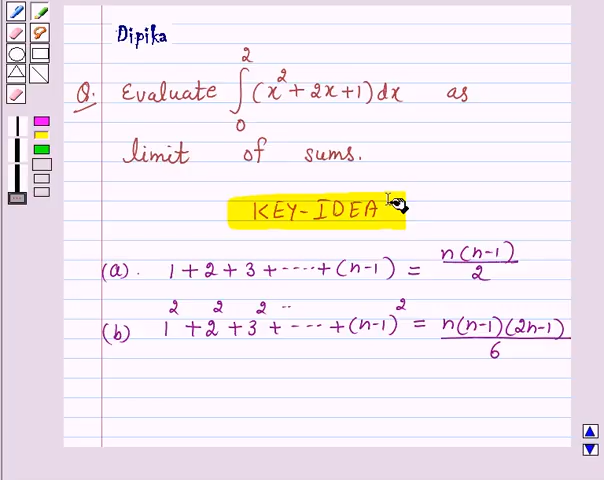 Dipika
Q. Evaluate ∫₀² (x² + 2x + 1) dx as
limit of sums.
KEY-IDEA
(a). 1 + 2 + 3 + ----- + (n-1) = n(n-1)/2
(b) 1² + 2² + 3² + ---- + (n-1)² = n(n-1)(2n-1)/6